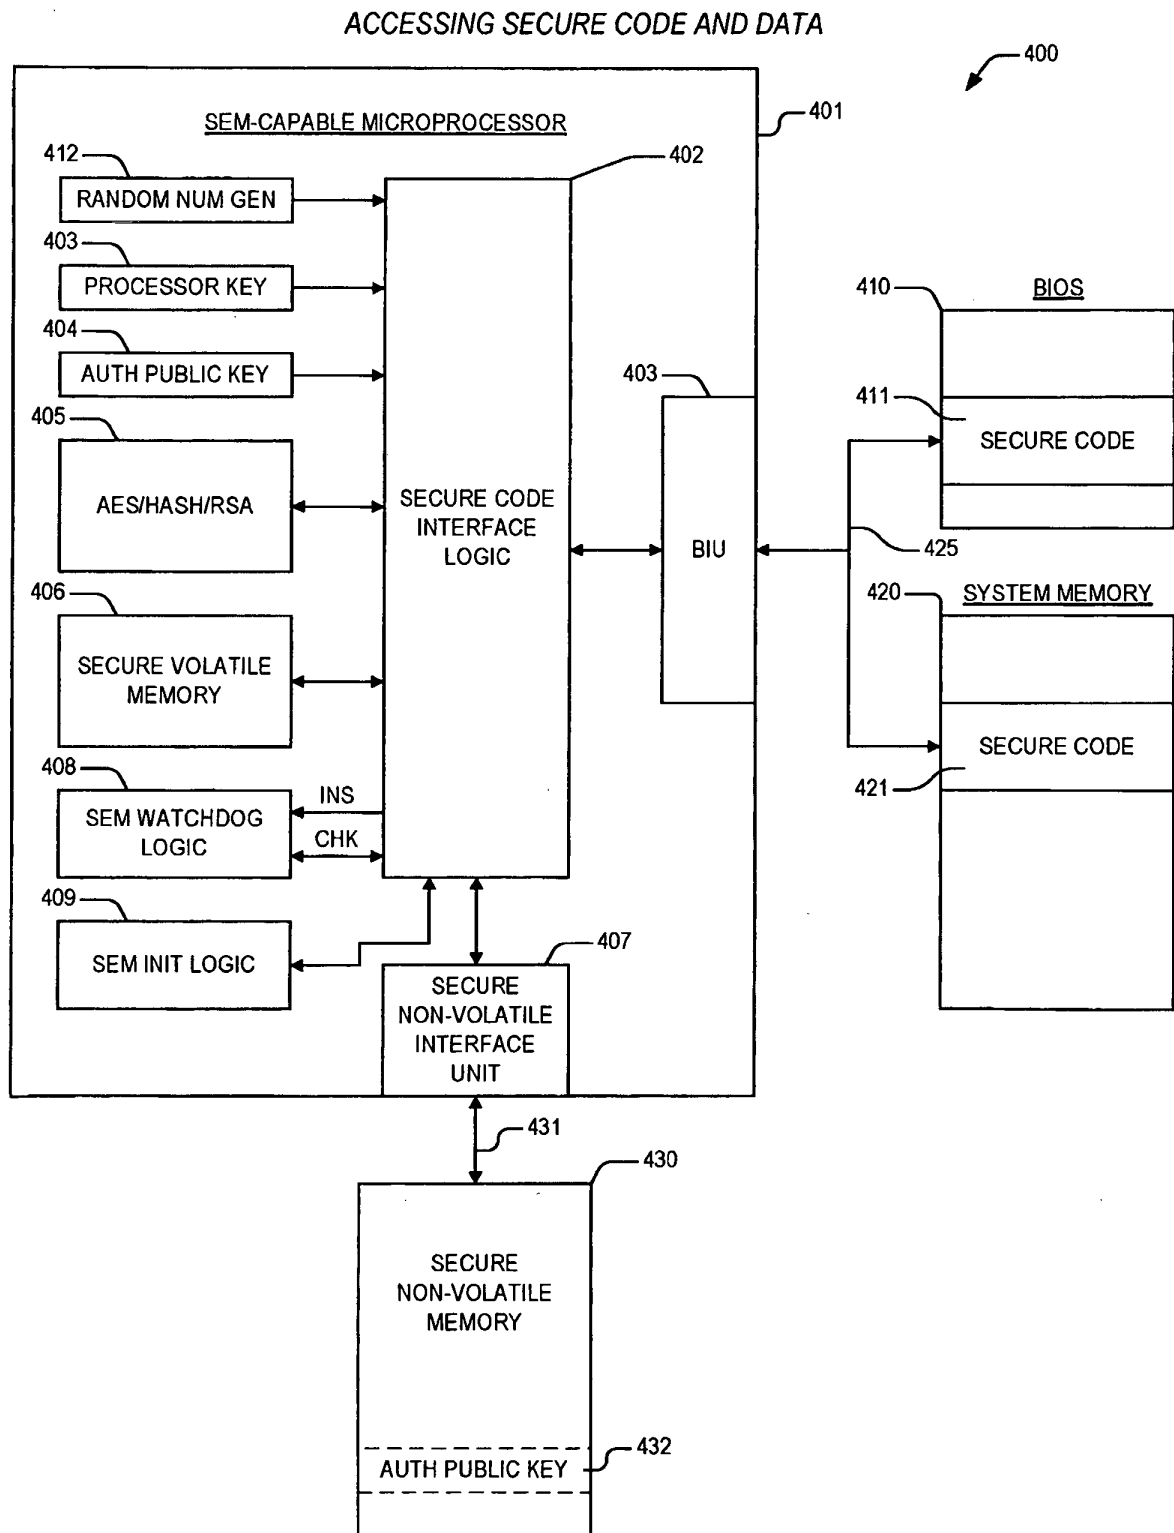 ACCESSING SECURE CODE AND DATA
400
401
SEM-CAPABLE MICROPROCESSOR
412
RANDOM NUM GEN
402
403
PROCESSOR KEY
404
AUTH PUBLIC KEY
405
AES/HASH/RSA
406
SECURE VOLATILE
MEMORY
408
SEM WATCHDOG
LOGIC
INS
CHK
409
SEM INIT LOGIC
SECURE CODE
INTERFACE
LOGIC
403
BIU
407
SECURE
NON-VOLATILE
INTERFACE
UNIT
410
BIOS
411
SECURE CODE
425
420
SYSTEM MEMORY
SECURE CODE
421
431
430
SECURE
NON-VOLATILE
MEMORY
AUTH PUBLIC KEY
432